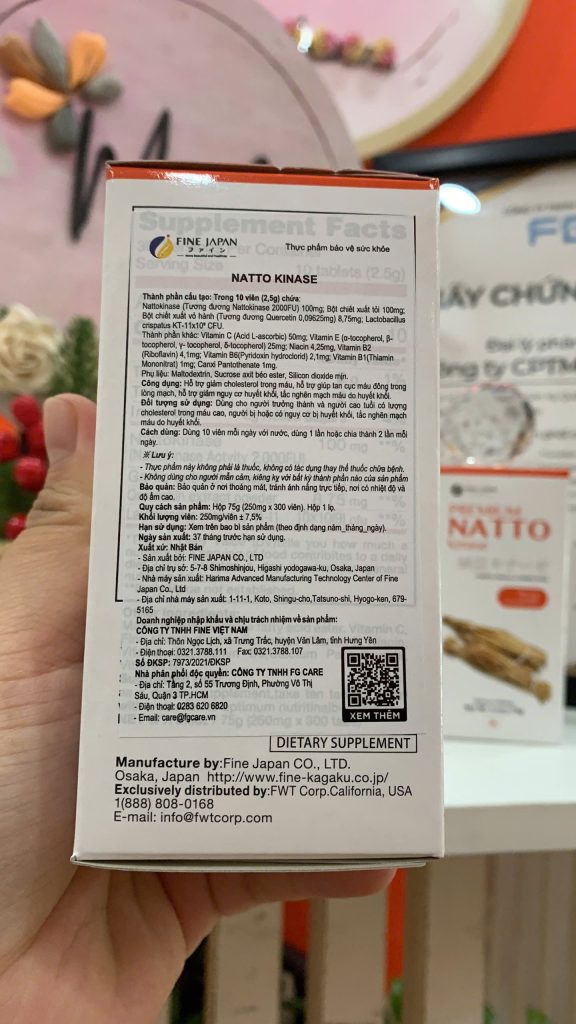 Supplement Facts
Serving Size
10 tablets (2.5g)
FINE JAPAN
ファイン
Thực phẩm bảo vệ sức khỏe
NATTO KINASE
Thành phần cấu tạo: Trong 10 viên (2,5g) chứa:
Nattokinase (Tương đương Nattokinase 2000FU) 100mg; Bột chiết xuất tỏi 100mg;
Bột chiết xuất vỏ hành (Tương đương Quercetin 0,09625mg) 8,75mg; Lactobacillus
crispatus KT-11x10⁸ CFU.
Thành phần khác: Vitamin C (Acid L-ascorbic) 50mg; Vitamin E (α-tocopherol, β-
tocopherol, γ- tocopherol, δ-tocopherol) 25mg; Niacin 4,25mg, Vitamin B2
(Riboflavin) 4,1mg; Vitamin B6(Pyridoxin hydroclorid) 2,1mg; Vitamin B1(Thiamin
Mononitrat) 1mg; Canxi Pantothenate 1mg.
Phụ liệu: Maltodextrin, Sucrose axit béo ester, Silicon dioxide mịn.
Công dụng: Hỗ trợ giảm cholesterol trong máu, hỗ trợ giúp tan cục máu đông trong
lòng mạch, hỗ trợ giảm nguy cơ huyết khối, tắc nghẽn mạch máu do huyết khối.
Đối tượng sử dụng: Dùng cho người trưởng thành và người cao tuổi có lượng
cholesterol trong máu cao, người bị hoặc có nguy cơ bị huyết khối, tắc nghẽn mạch
máu do huyết khối.
Cách dùng: Dùng 10 viên mỗi ngày với nước, dùng 1 lần hoặc chia thành 2 lần mỗi
ngày.
※ Lưu ý:
- Thực phẩm này không phải là thuốc, không có tác dụng thay thế thuốc chữa bệnh.
- Không dùng cho người mẫn cảm, kiêng kỵ với bất kỳ thành phần nào của sản phẩm
Bảo quản: Bảo quản ở nơi thoáng mát, tránh ánh nắng trực tiếp, nơi có nhiệt độ và
độ ẩm cao.
Quy cách sản phẩm: Hộp 75g (250mg x 300 viên). Hộp 1 lọ.
Khối lượng viên: 250mg/viên ± 7,5%
Hạn sử dụng: Xem trên bao bì sản phẩm (theo định dạng năm_tháng_ngày).
Ngày sản xuất: 37 tháng trước hạn sử dụng.
Xuất xứ: Nhật Bản
- Sản xuất bởi: FINE JAPAN CO., LTD
- Địa chỉ trụ sở: 5-7-8 Shimoshinjou, Higashi yodogawa-ku, Osaka, Japan
- Nhà máy sản xuất: Harima Advanced Manufacturing Technology Center of Fine
Japan Co., Ltd
- Địa chỉ nhà máy sản xuất: 1-11-1, Koto, Shingu-cho,Tatsuno-shi, Hyogo-ken, 679-
5165
Doanh nghiệp nhập khẩu và chịu trách nhiệm về sản phẩm:
CÔNG TY TNHH FINE VIỆT NAM
- Địa chỉ: Thôn Ngọc Lịch, xã Trưng Trắc, huyện Văn Lâm, tỉnh Hưng Yên
- Điện thoại: 0321.3788.111 Fax: 0321.3788.107
Số ĐKSP: 7973/2021/ĐKSP
Nhà phân phối độc quyền: CÔNG TY TNHH FG CARE
- Địa chỉ: Tầng 2, số 55 Trương Định, Phường Võ Thị
Sáu, Quận 3 TP.HCM
- Điện thoại: 0283 620 6820
- Email: care@fgcare.vn
XEM THÊM
DIETARY SUPPLEMENT
Manufacture by:Fine Japan CO., LTD.
Osaka, Japan http://www.fine-kagaku.co.jp/
Exclusively distributed by:FWT Corp.California, USA
1(888) 808-0168
E-mail: info@fwtcorp.com
PREMIUM
NATTO